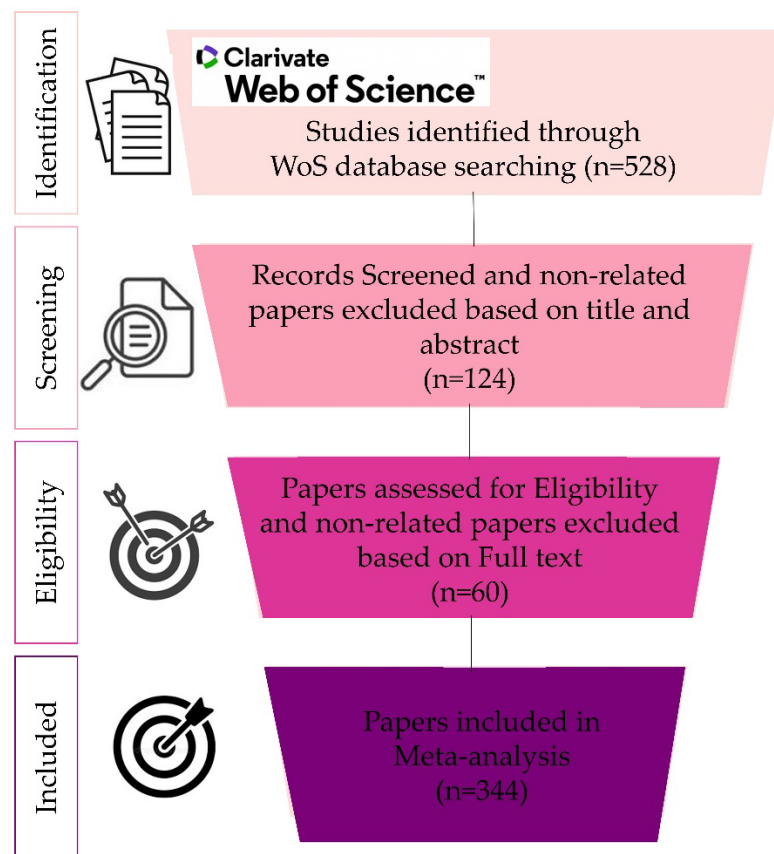 Identification
Clarivate
Web of Science™
Studies identified through
WoS database searching (n=528)
Screening
Records Screened and non-related
papers excluded based on title and
abstract
(n=124)
Eligibility
Papers assessed for Eligibility
and non-related papers excluded
based on Full text
(n=60)
Included
Papers included in
Meta-analysis
(n=344)